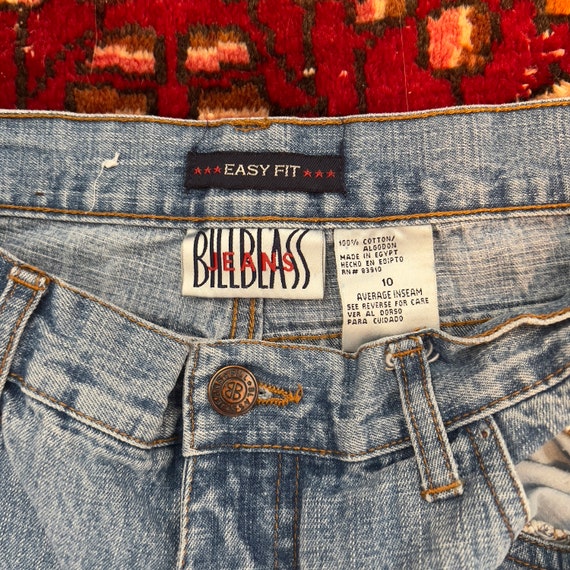 ★★★ EASY FIT ★★★
BILLBLASS
JEANS
100% COTTON/
ALGODON
MADE IN EGYPT
HECHO EN EGIPTO
RN# 83910
10
AVERAGE INSEAM
SEE REVERSE FOR CARE
VER AL DORSO
PARA CUIDADO